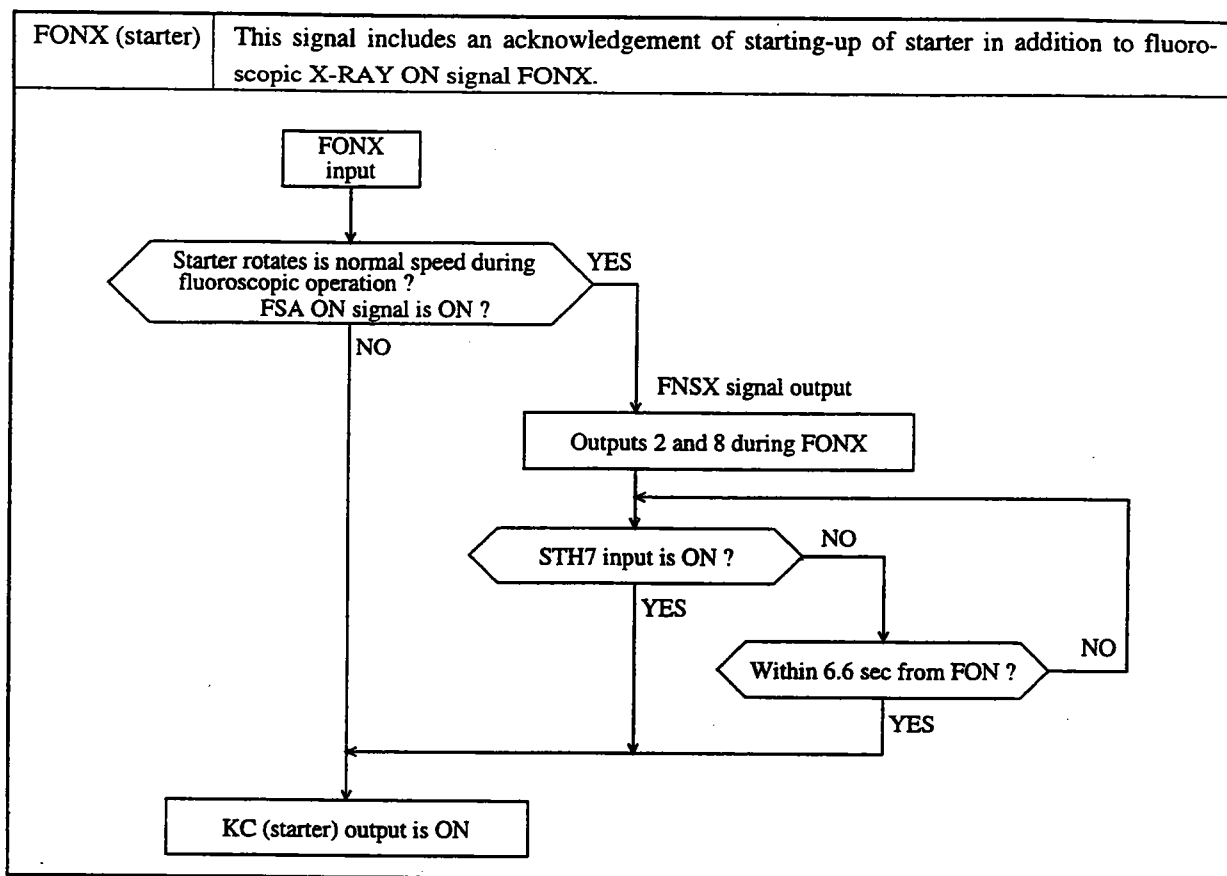 FONX (starter)
This signal includes an acknowledgement of starting-up of starter in addition to fluoro-
scopic X-RAY ON signal FONX.
FONX
input
Starter rotates is normal speed during
fluoroscopic operation ?
FSA ON signal is ON ?
YES
NO
FNSX signal output
Outputs 2 and 8 during FONX
STH7 input is ON ?
NO
YES
Within 6.6 sec from FON ?
NO
YES
KC (starter) output is ON